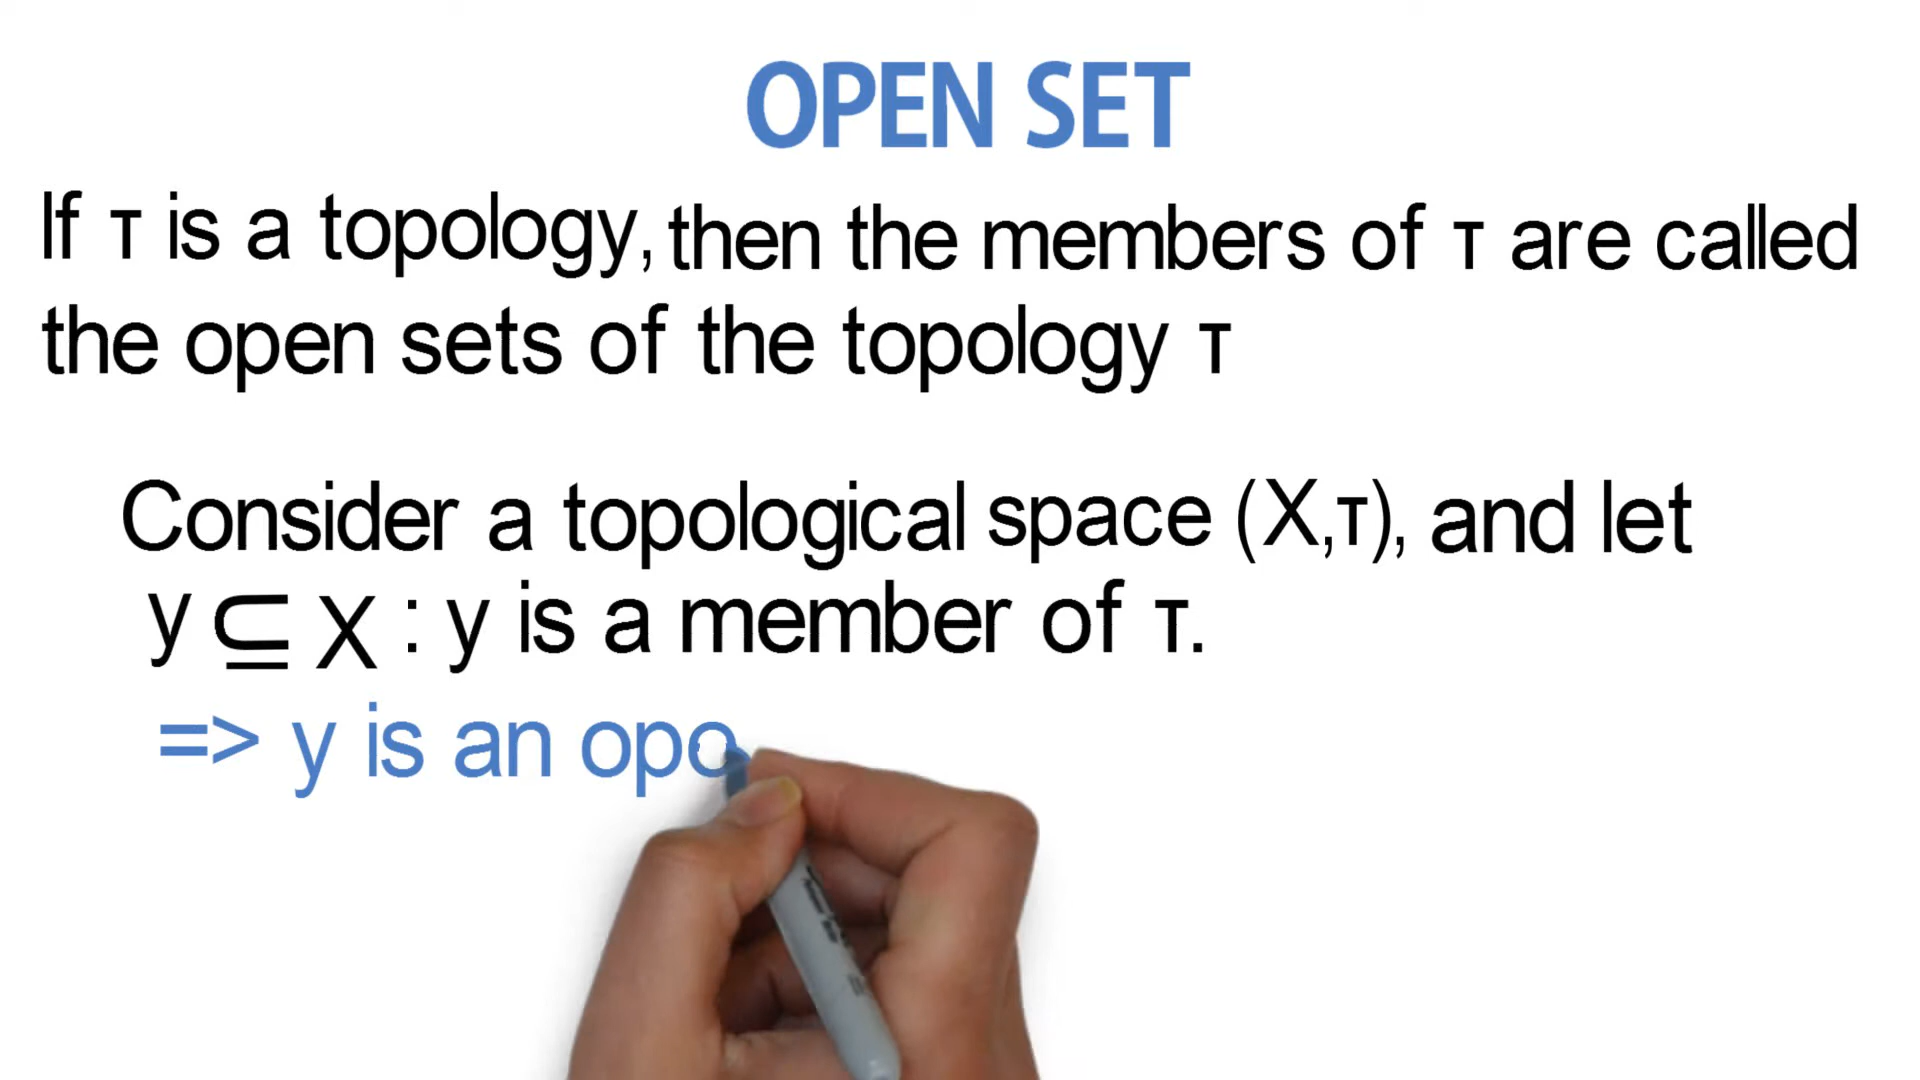 OPEN SET
If τ is a topology, then the members of τ are called
the open sets of the topology τ
Consider a topological space (X,τ), and let
y ⊆ X : y is a member of τ.
=> y is an